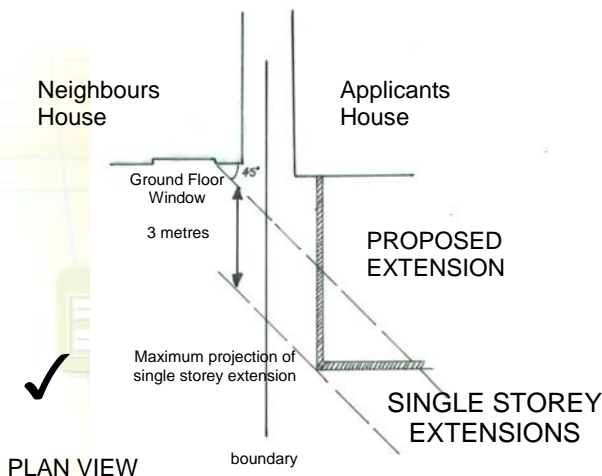 Neighbours
House
Applicants
House
45°
Ground Floor
Window
3 metres
PROPOSED
EXTENSION
Maximum projection of
single storey extension
SINGLE STOREY
EXTENSIONS
PLAN VIEW
boundary